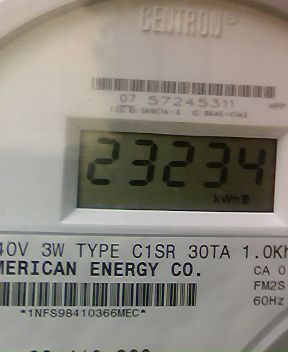 CENTRON®
07 57245311
23234
kWh
40V 3W TYPE C1SR 30TA 1.0Kh
MERICAN ENERGY CO.
CA 0
FM2S
60Hz
*1NFS98410366MEC*